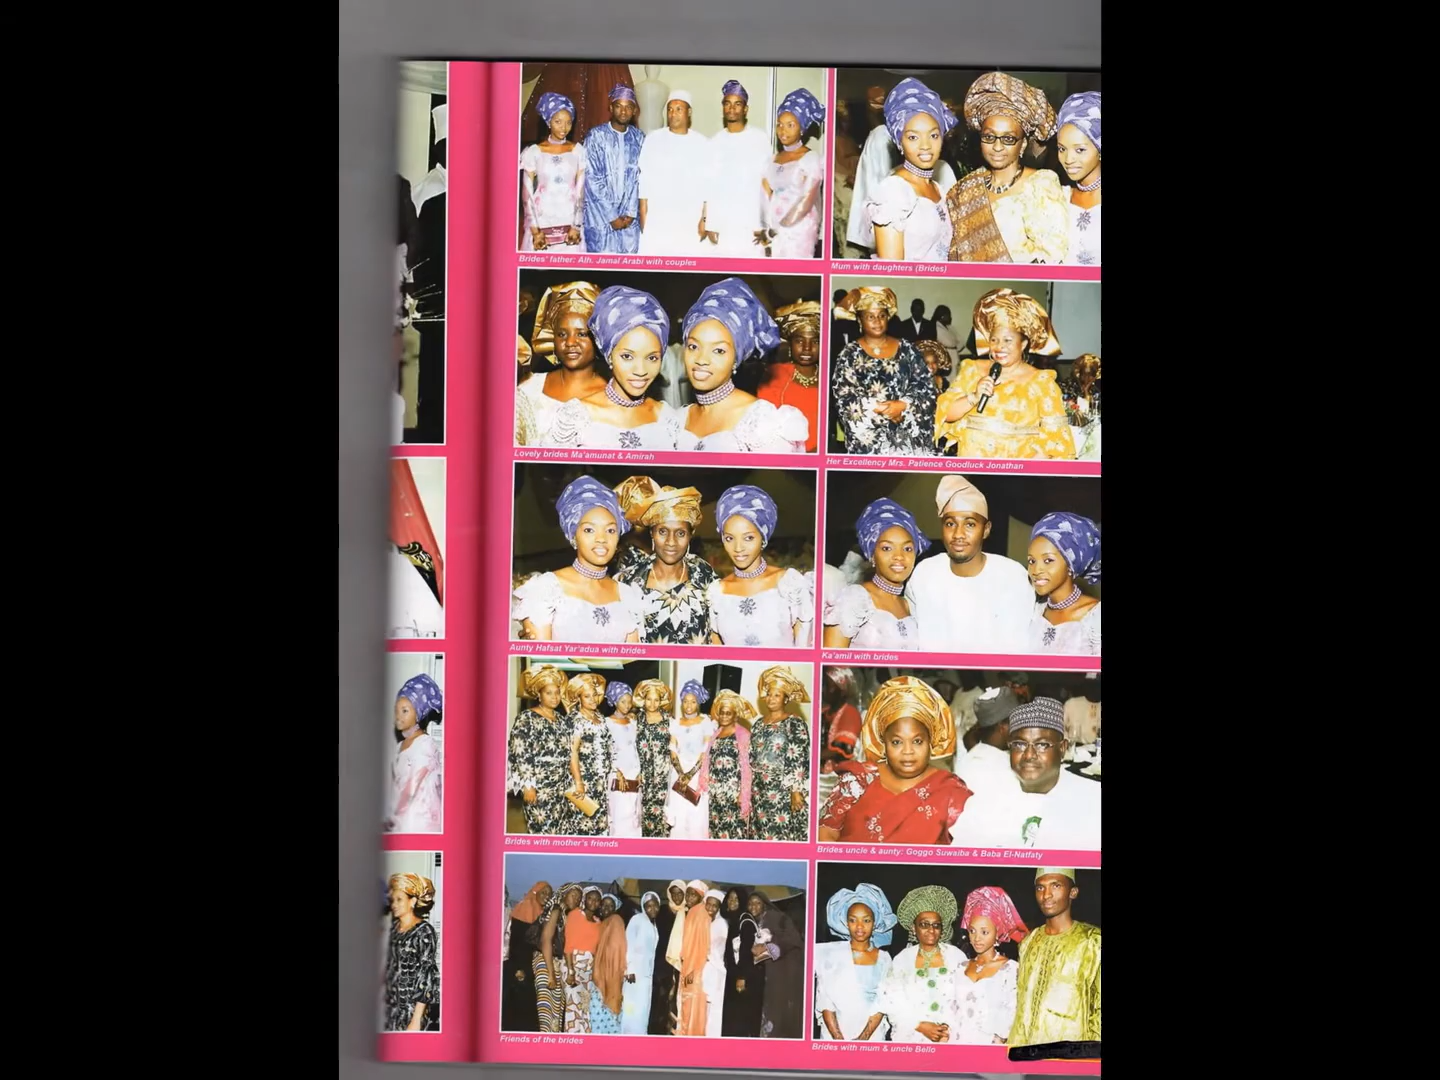 Brides' father: Alh. Jamal Arabi with couples
Mum with daughters (Brides)
Lovely brides Ma'amunat & Amirah
Her Excellency Mrs. Patience Goodluck Jonathan
Aunty Hafsat Yar'adua with brides
Ka'amil with brides
Brides with mother's friends
Brides uncle & aunty: Goggo Suwaiba & Baba El-Natfaty
Friends of the brides
Brides with mum & uncle Bello